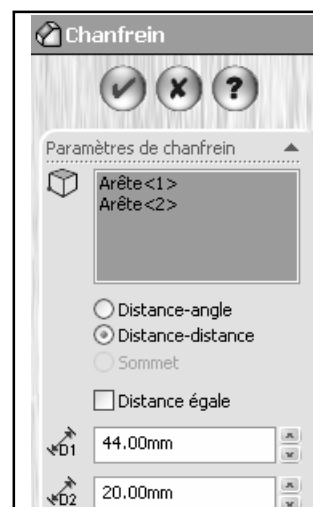 Chanfrein
?
Paramètres de chanfrein
Arête<1>
Arête<2>
Distance-angle
Distance-distance
Sommet
Distance égale
D1 44.00mm
D2 20.00mm